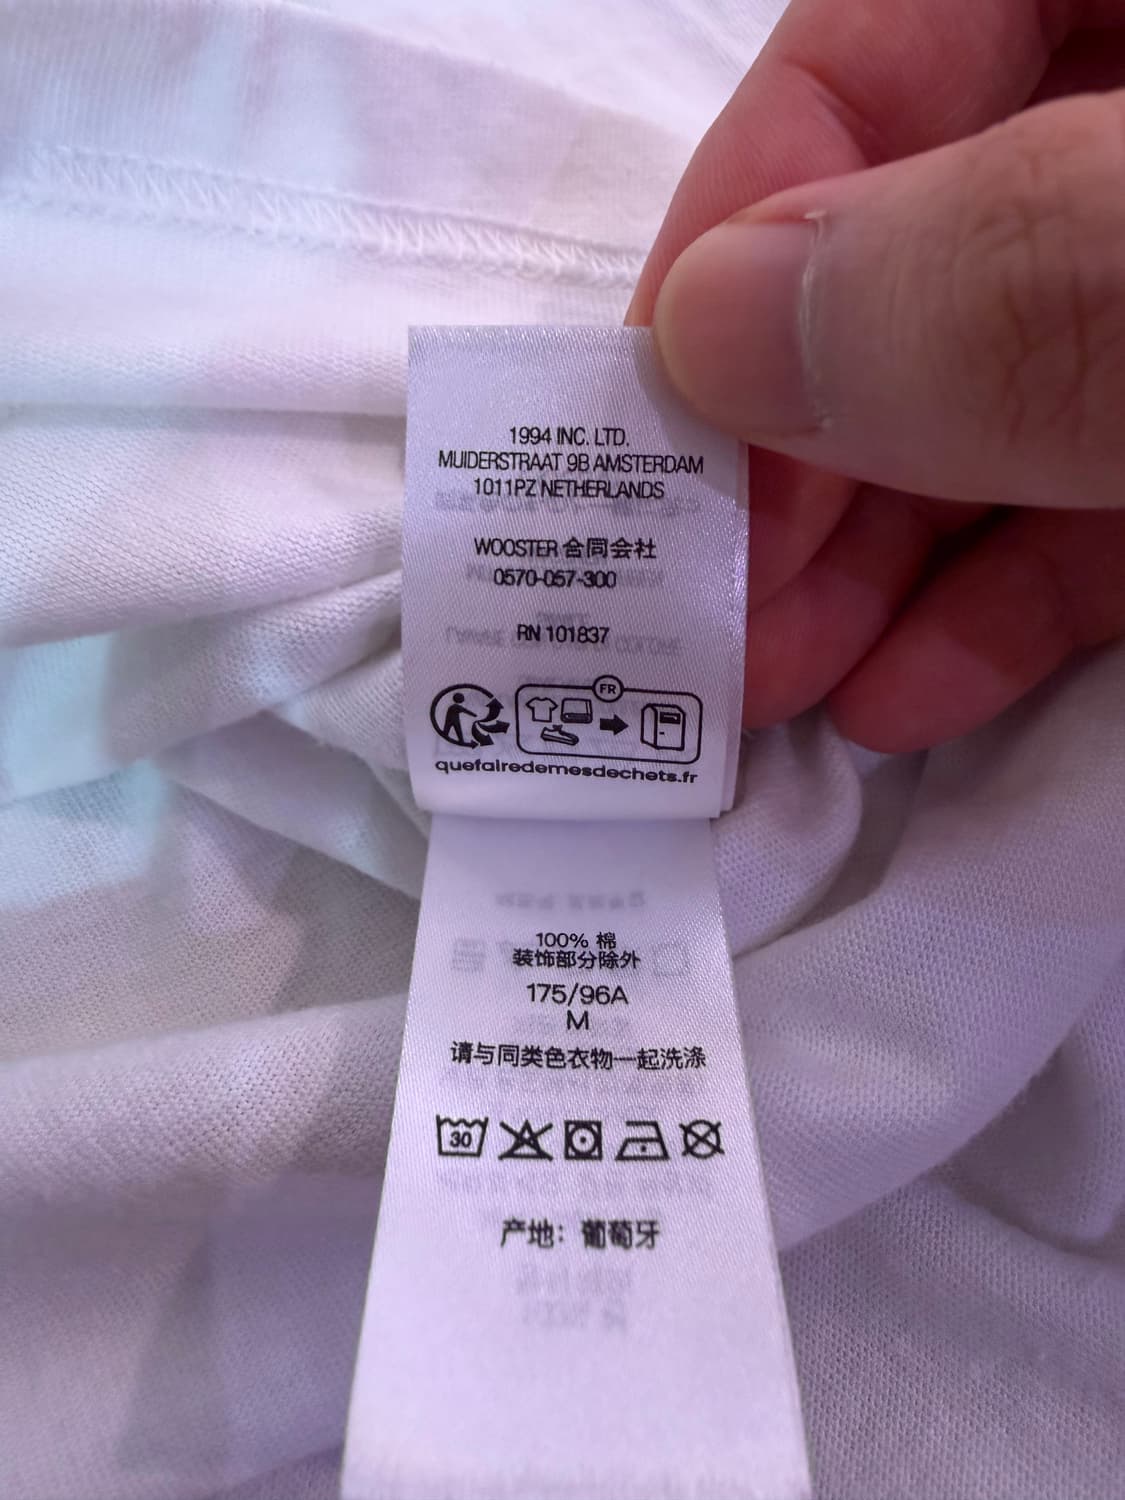 1994 INC. LTD.
MUIDERSTRAAT 9B AMSTERDAM
1011PZ NETHERLANDS
WOOSTER 合同会社
0570-057-300
RN 101837
FR
quefairedemesdechets.fr
100% 棉
装饰部分除外
175/96A
M
请与同类色衣物一起洗涤
30
产地：葡萄牙